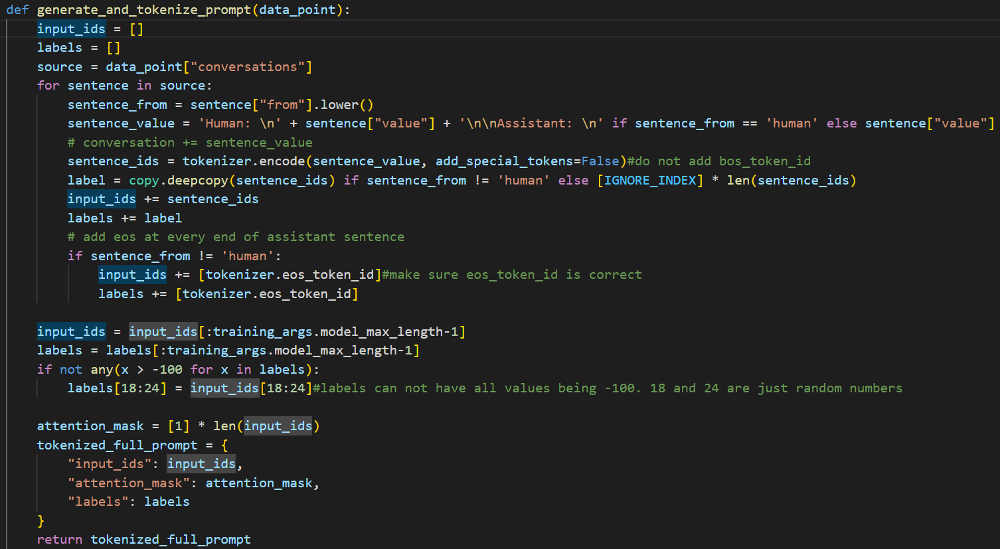 def generate_and_tokenize_prompt(data_point):
    input_ids = []
    labels = []
    source = data_point["conversations"]
    for sentence in source:
        sentence_from = sentence["from"].lower()
        sentence_value = 'Human: \n' + sentence["value"] + '\n\nAssistant: \n' if sentence_from == 'human' else sentence["value"]
        # conversation += sentence_value
        sentence_ids = tokenizer.encode(sentence_value, add_special_tokens=False)#do not add bos_token_id
        label = copy.deepcopy(sentence_ids) if sentence_from != 'human' else [IGNORE_INDEX] * len(sentence_ids)
        input_ids += sentence_ids
        labels += label
        # add eos at every end of assistant sentence
        if sentence_from != 'human':
            input_ids += [tokenizer.eos_token_id]#make sure eos_token_id is correct
            labels += [tokenizer.eos_token_id]

    input_ids = input_ids[:training_args.model_max_length-1]
    labels = labels[:training_args.model_max_length-1]
    if not any(x > -100 for x in labels):
        labels[18:24] = input_ids[18:24]#labels can not have all values being -100. 18 and 24 are just random numbers

    attention_mask = [1] * len(input_ids)
    tokenized_full_prompt = {
        "input_ids": input_ids,
        "attention_mask": attention_mask,
        "labels": labels
    }
    return tokenized_full_prompt